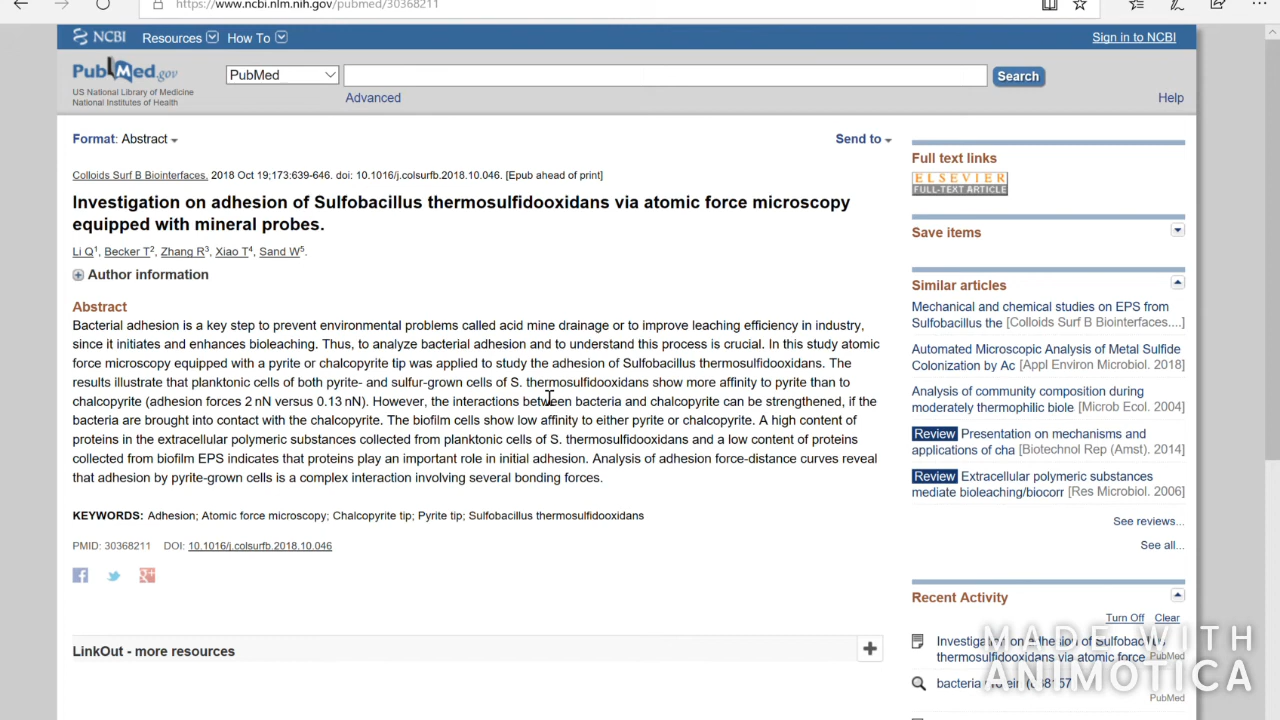 https://www.ncbi.nlm.nih.gov/pubmed/30368211
NCBI Resources How To Sign in to NCBI
PubMed.gov
US National Library of Medicine
National Institutes of Health
PubMed
Search
Advanced
Help
Format: Abstract
Send to
Colloids Surf B Biointerfaces. 2018 Oct 19;173:639-646. doi: 10.1016/j.colsurfb.2018.10.046. [Epub ahead of print]
Investigation on adhesion of Sulfobacillus thermosulfidooxidans via atomic force microscopy
equipped with mineral probes.
Li Q1, Becker T2, Zhang R3, Xiao T4, Sand W5.
Author information
Abstract
Bacterial adhesion is a key step to prevent environmental problems called acid mine drainage or to improve leaching efficiency in industry,
since it initiates and enhances bioleaching. Thus, to analyze bacterial adhesion and to understand this process is crucial. In this study atomic
force microscopy equipped with a pyrite or chalcopyrite tip was applied to study the adhesion of Sulfobacillus thermosulfidooxidans. The
results illustrate that planktonic cells of both pyrite- and sulfur-grown cells of S. thermosulfidooxidans show more affinity to pyrite than to
chalcopyrite (adhesion forces 2 nN versus 0.13 nN). However, the interactions between bacteria and chalcopyrite can be strengthened, if the
bacteria are brought into contact with the chalcopyrite. The biofilm cells show low affinity to either pyrite or chalcopyrite. A high content of
proteins in the extracellular polymeric substances collected from planktonic cells of S. thermosulfidooxidans and a low content of proteins
collected from biofilm EPS indicates that proteins play an important role in initial adhesion. Analysis of adhesion force-distance curves reveal
that adhesion by pyrite-grown cells is a complex interaction involving several bonding forces.
KEYWORDS: Adhesion; Atomic force microscopy; Chalcopyrite tip; Pyrite tip; Sulfobacillus thermosulfidooxidans
PMID: 30368211 DOI: 10.1016/j.colsurfb.2018.10.046
LinkOut - more resources
Full text links
ELSEVIER
FULL-TEXT ARTICLE
Save items
Similar articles
Mechanical and chemical studies on EPS from
Sulfobacillus the [Colloids Surf B Biointerfaces....]
Automated Microscopic Analysis of Metal Sulfide
Colonization by Ac [Appl Environ Microbiol. 2018]
Analysis of community composition during
moderately thermophilic biole [Microb Ecol. 2004]
Review Presentation on mechanisms and
applications of cha [Biotechnol Rep (Amst). 2014]
Review Extracellular polymeric substances
mediate bioleaching/biocorr [Res Microbiol. 2006]
See reviews...
See all...
Recent Activity
Turn Off Clear
Investigation on adhesion of Sulfobacillus
thermosulfidooxidans via atomic force PubMed
bacteria
PubMed
MADE WITH
ANIMOTICA